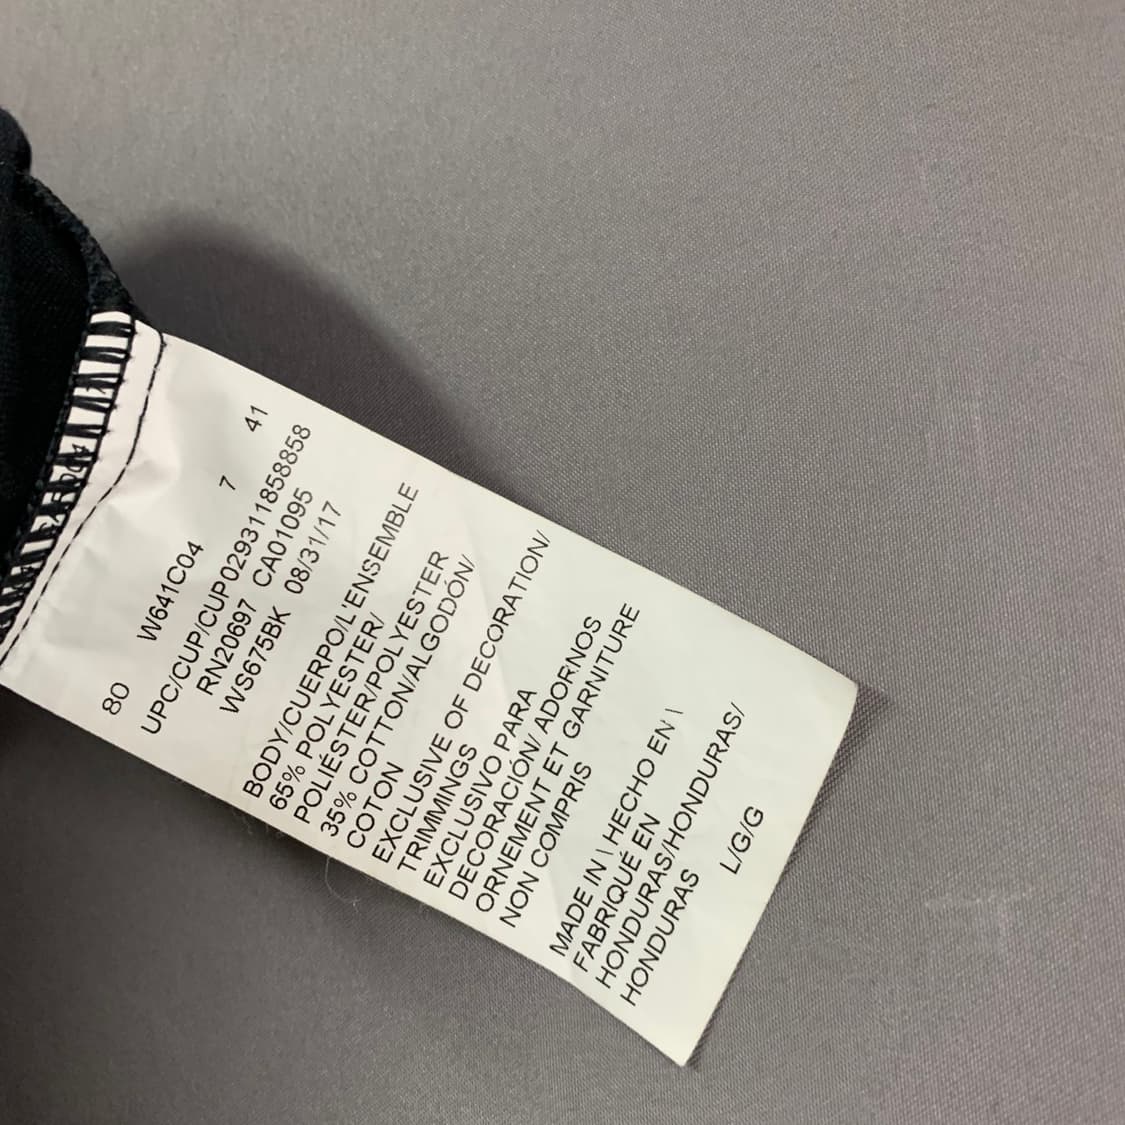 80 W641C04 7 41
UPC/CUP/CUP029311858858
RN20697 CA01095
WS675BK 08/31/17
BODY/CUERPO/L'ENSEMBLE
65% POLYESTER/
POLIÉSTER/POLYESTER
35% COTTON/ALGODÓN/
COTON
EXCLUSIVE OF DECORATION/
TRIMMINGS
EXCLUSIVO PARA
DECORACIÓN/ ADORNOS
ORNEMENT ET GARNITURE
NON COMPRIS
MADE IN \ HECHO EN \
FABRIQUÉ EN
HONDURAS/HONDURAS/
HONDURAS
L/G/G